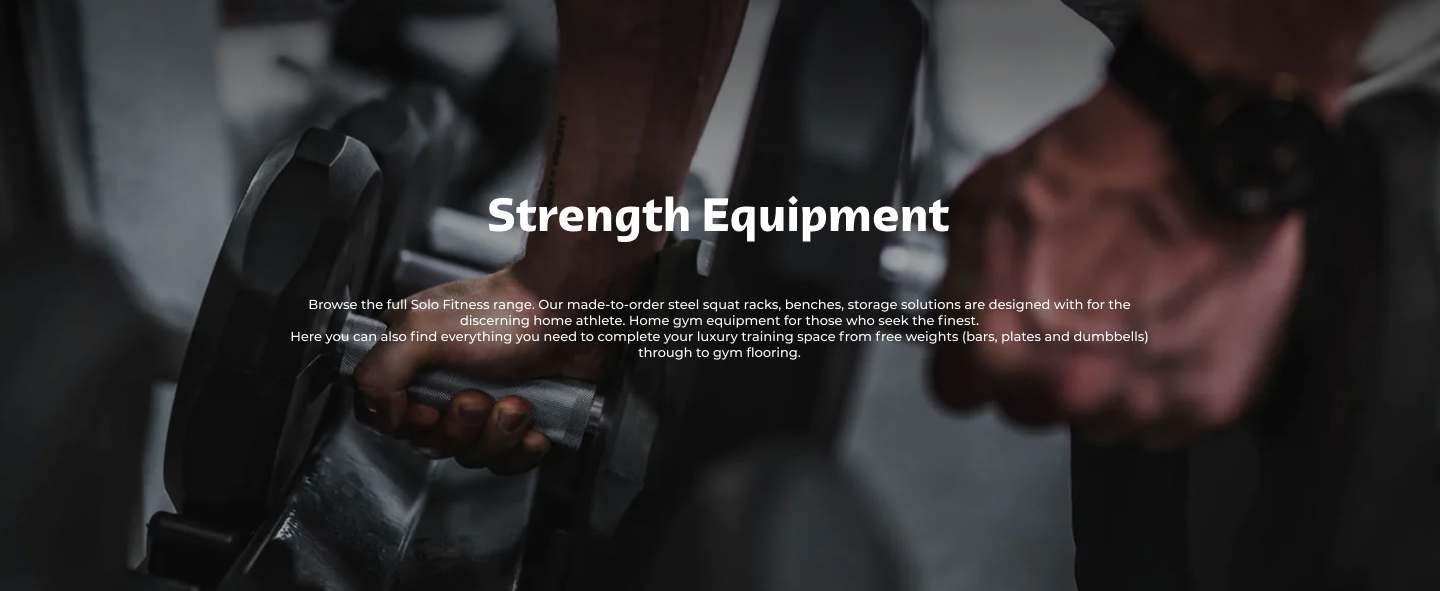 Strength Equipment
Browse the full Solo Fitness range. Our made-to-order steel squat racks, benches, storage solutions are designed with for the
discerning home athlete. Home gym equipment for those who seek the finest.
Here you can also find everything you need to complete your luxury training space from free weights (bars, plates and dumbbells)
through to gym flooring.